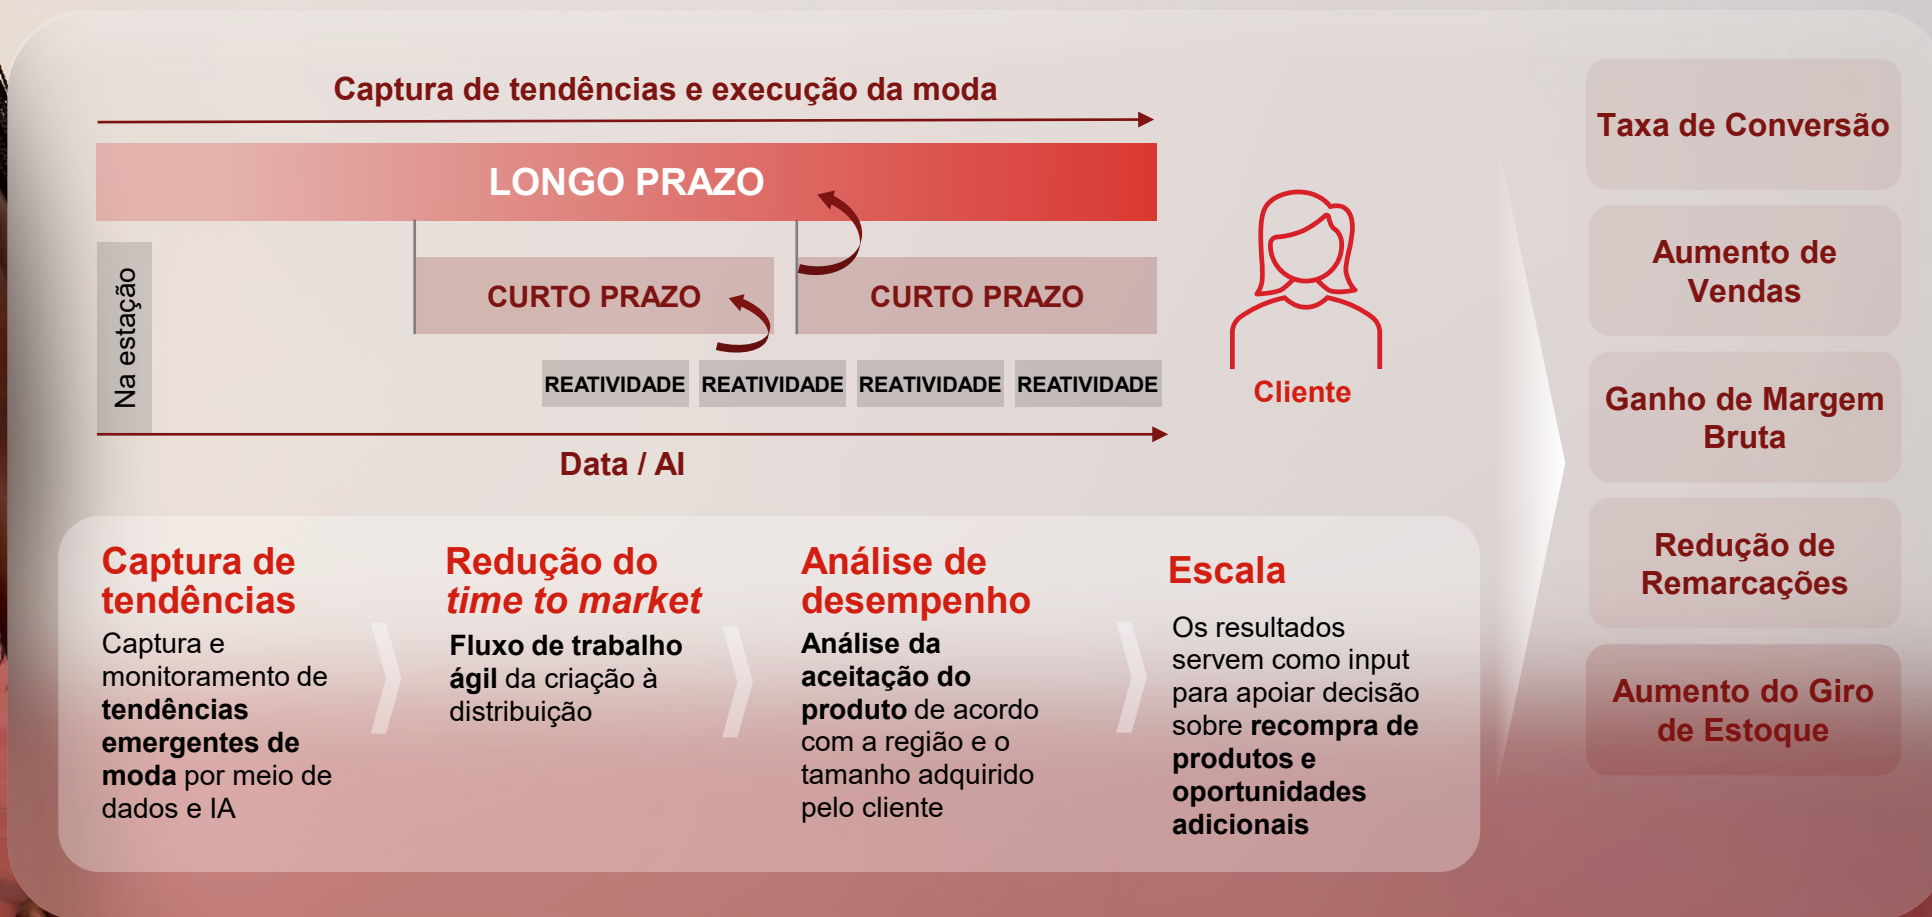 Captura de tendências e execução da moda
LONGO PRAZO
Na estação
CURTO PRAZO
CURTO PRAZO
REATIVIDADE
REATIVIDADE
REATIVIDADE
REATIVIDADE
Data / AI
Cliente
Captura de
tendências
Captura e
monitoramento de
tendências
emergentes de
moda por meio de
dados e IA
Redução do
time to market
Fluxo de trabalho
ágil da criação à
distribuição
Análise de
desempenho
Análise da
aceitação do
produto de acordo
com a região e o
tamanho adquirido
pelo cliente
Escala
Os resultados
servem como input
para apoiar decisão
sobre recompra de
produtos e
oportunidades
adicionais
Taxa de Conversão
Aumento de
Vendas
Ganho de Margem
Bruta
Redução de
Remarcações
Aumento do Giro
de Estoque